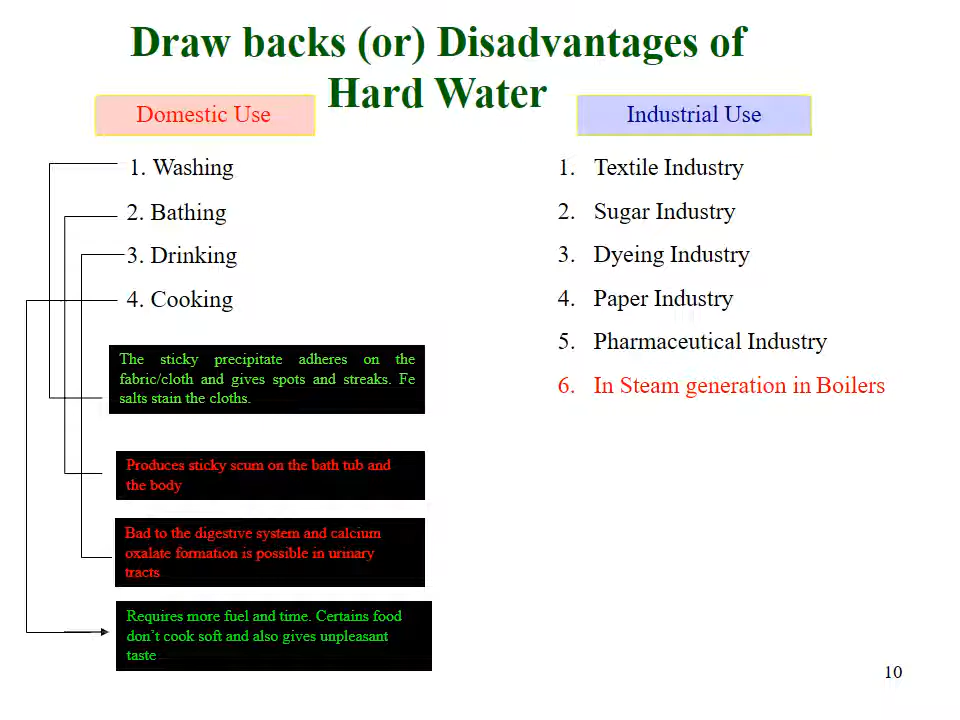 Draw backs (or) Disadvantages of
Hard Water
Domestic Use
1. Washing
2. Bathing
3. Drinking
4. Cooking
The sticky precipitate adheres on the
fabric/cloth and gives spots and streaks. Fe
salts stain the cloths.
Produces sticky scum on the bath tub and
the body
Bad to the digestive system and calcium
oxalate formation is possible in urinary
tracts
Requires more fuel and time. Certains food
don't cook soft and also gives unpleasant
taste
Industrial Use
1. Textile Industry
2. Sugar Industry
3. Dyeing Industry
4. Paper Industry
5. Pharmaceutical Industry
6. In Steam generation in Boilers
10